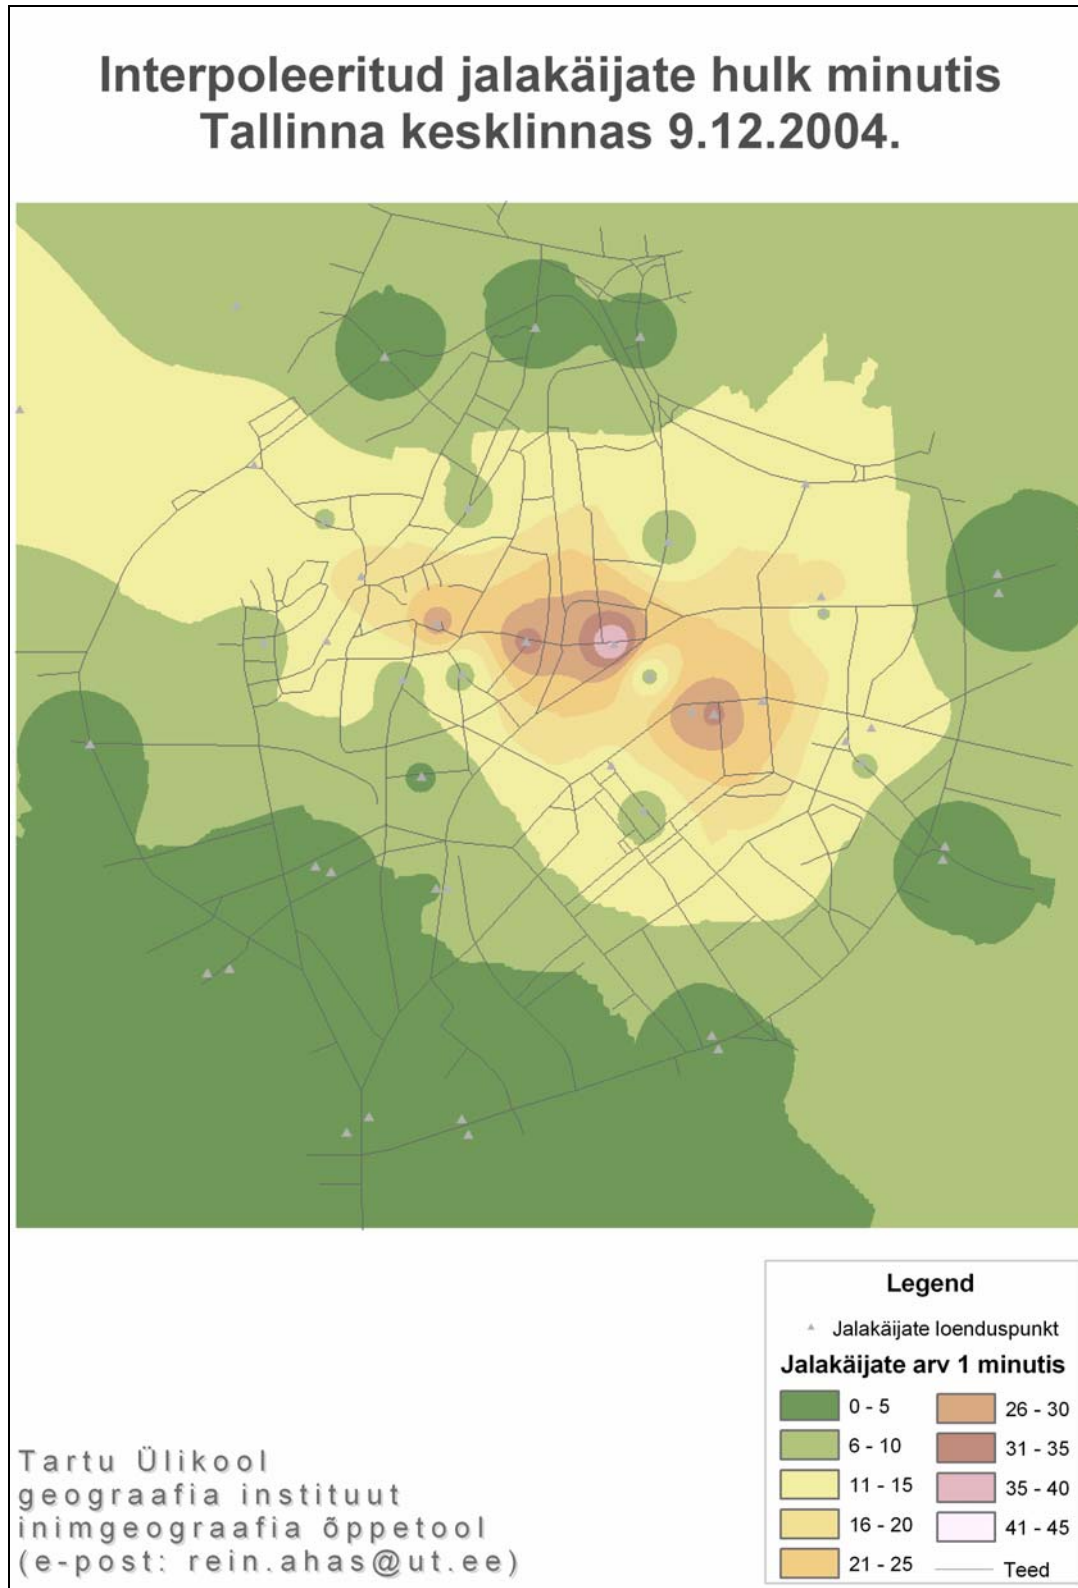 Interpoleeritud jalakäijate hulk minutis
Tallinna kesklinnas 9.12.2004.
Legend
Jalakäijate loenduspunkt
Jalakäijate arv 1 minutis
0 - 5
6 - 10
11 - 15
16 - 20
21 - 25
26 - 30
31 - 35
35 - 40
41 - 45
Teed
Tartu Ülikool
geograafia instituut
inimgeograafia õppetool
(e-post: rein.ahas@ut.ee)